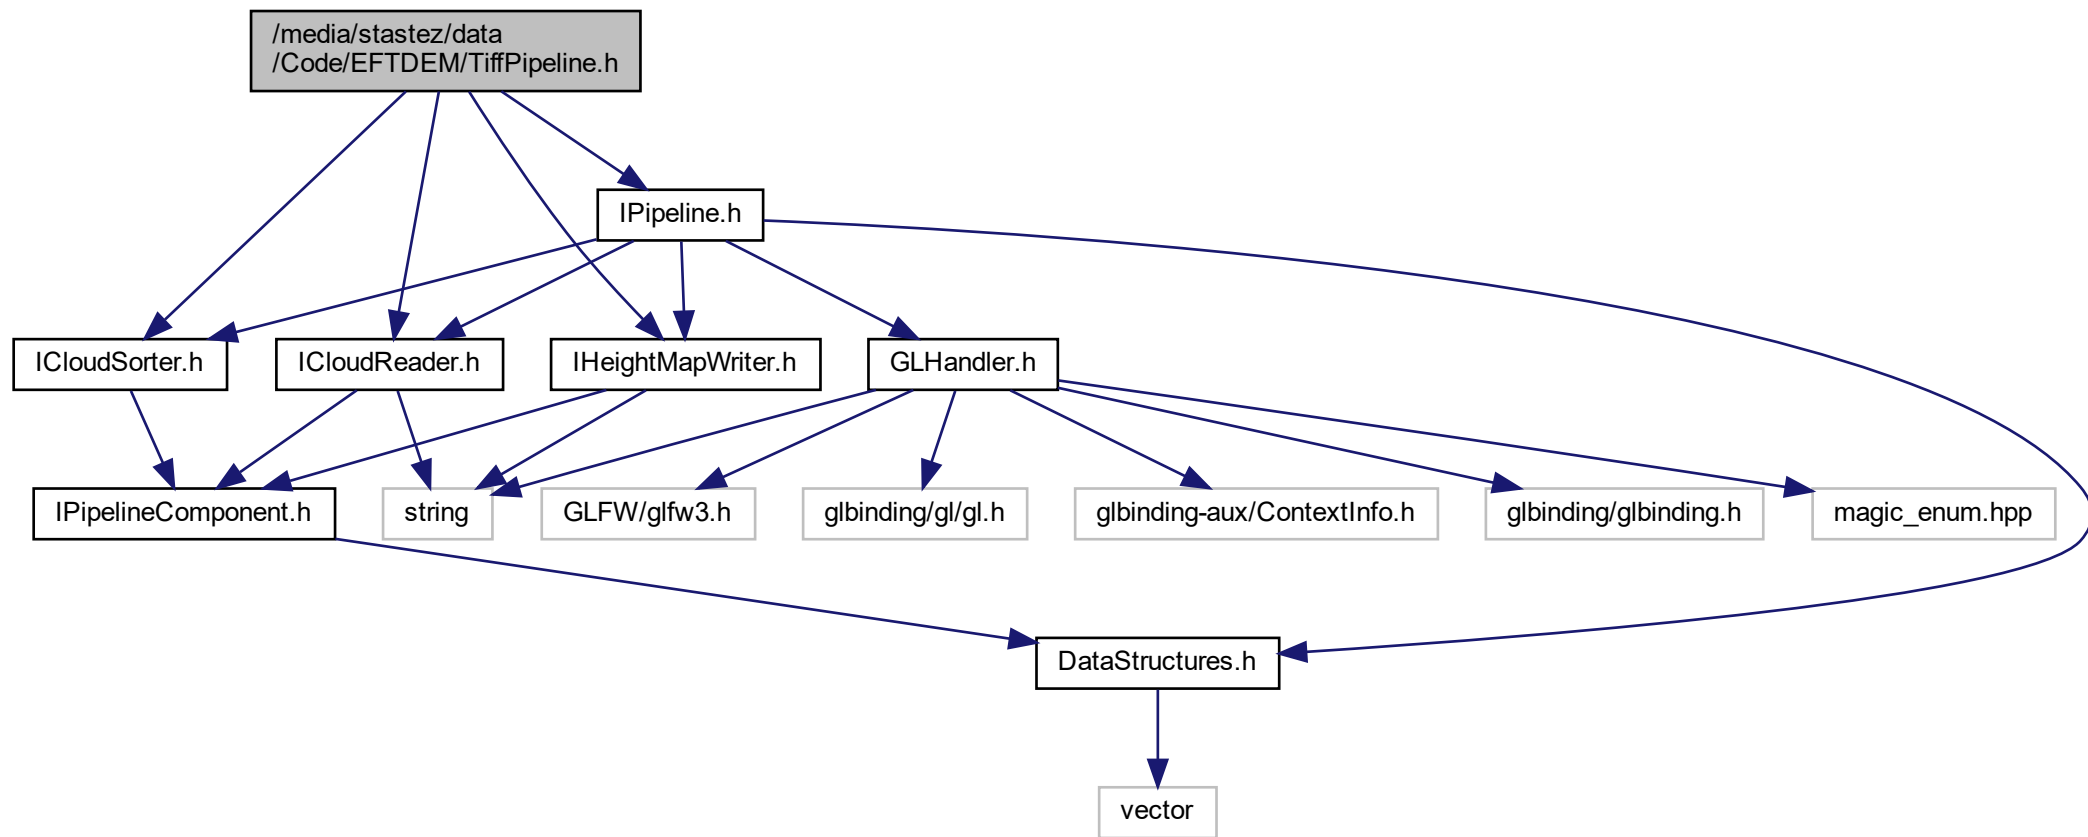 /media/stastez/data
/Code/EFTDEM/TiffPipeline.h
IPipeline.h
ICloudSorter.h
ICloudReader.h
IHeightMapWriter.h
GLHandler.h
IPipelineComponent.h
string
GLFW/glfw3.h
glbinding/gl/gl.h
glbinding-aux/ContextInfo.h
glbinding/glbinding.h
magic_enum.hpp
DataStructures.h
vector